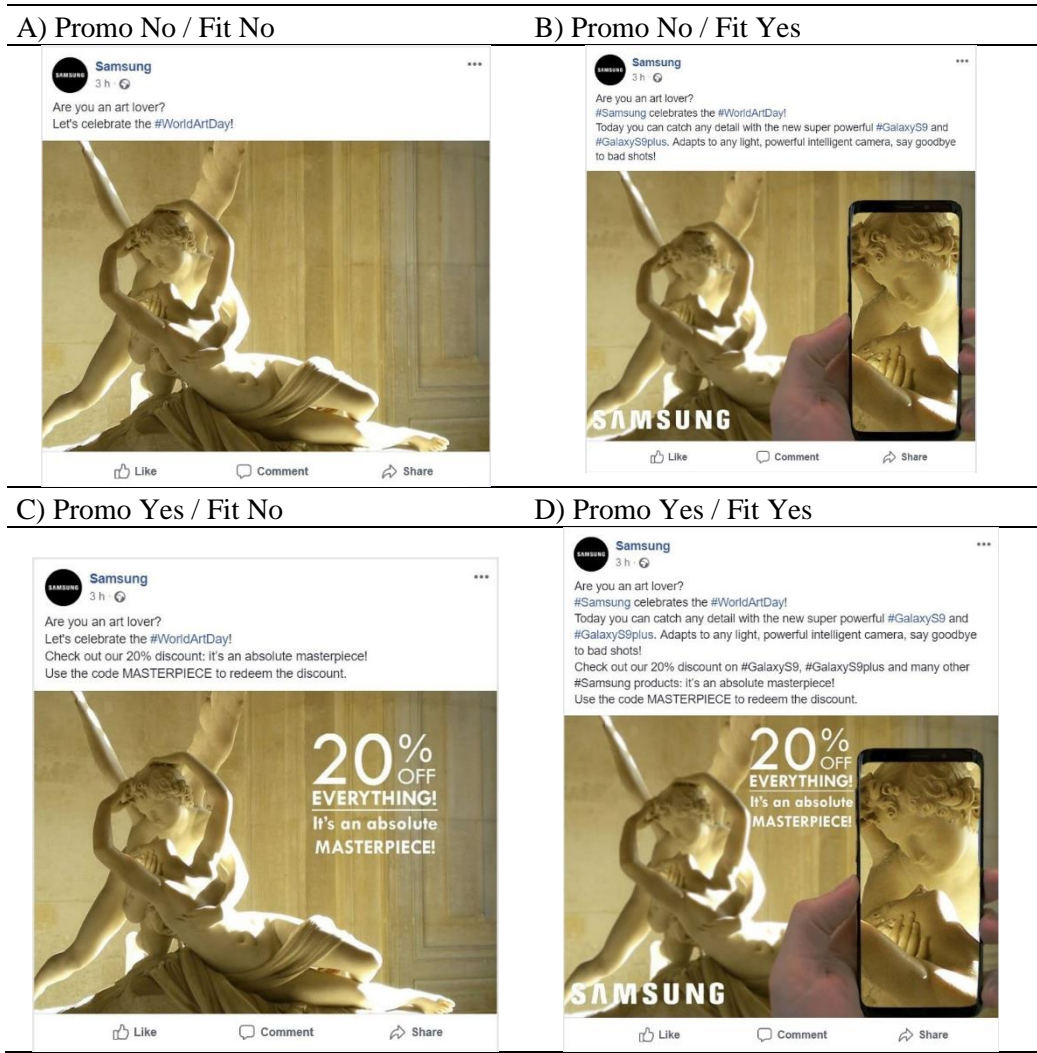 A) Promo No / Fit No
B) Promo No / Fit Yes
SAMSUNG
Samsung
3 h
Are you an art lover?
Let's celebrate the #WorldArtDay!
Like
Comment
Share
SAMSUNG
Samsung
3 h
Are you an art lover?
#Samsung celebrates the #WorldArtDay!
Today you can catch any detail with the new super powerful #GalaxyS9 and
#GalaxyS9plus. Adapts to any light, powerful intelligent camera, say goodbye
to bad shots!
SAMSUNG
Like
Comment
Share
C) Promo Yes / Fit No
D) Promo Yes / Fit Yes
SAMSUNG
Samsung
3 h
Are you an art lover?
Let's celebrate the #WorldArtDay!
Check out our 20% discount: it's an absolute masterpiece!
Use the code MASTERPIECE to redeem the discount.
20% OFF
EVERYTHING!
It's an absolute
MASTERPIECE!
Like
Comment
Share
SAMSUNG
Samsung
3 h
Are you an art lover?
#Samsung celebrates the #WorldArtDay!
Today you can catch any detail with the new super powerful #GalaxyS9 and
#GalaxyS9plus. Adapts to any light, powerful intelligent camera, say goodbye
to bad shots!
Check out our 20% discount on #GalaxyS9, #GalaxyS9plus and many other
#Samsung products: it's an absolute masterpiece!
Use the code MASTERPIECE to redeem the discount.
20% OFF
EVERYTHING!
It's an absolute
MASTERPIECE!
SAMSUNG
Like
Comment
Share